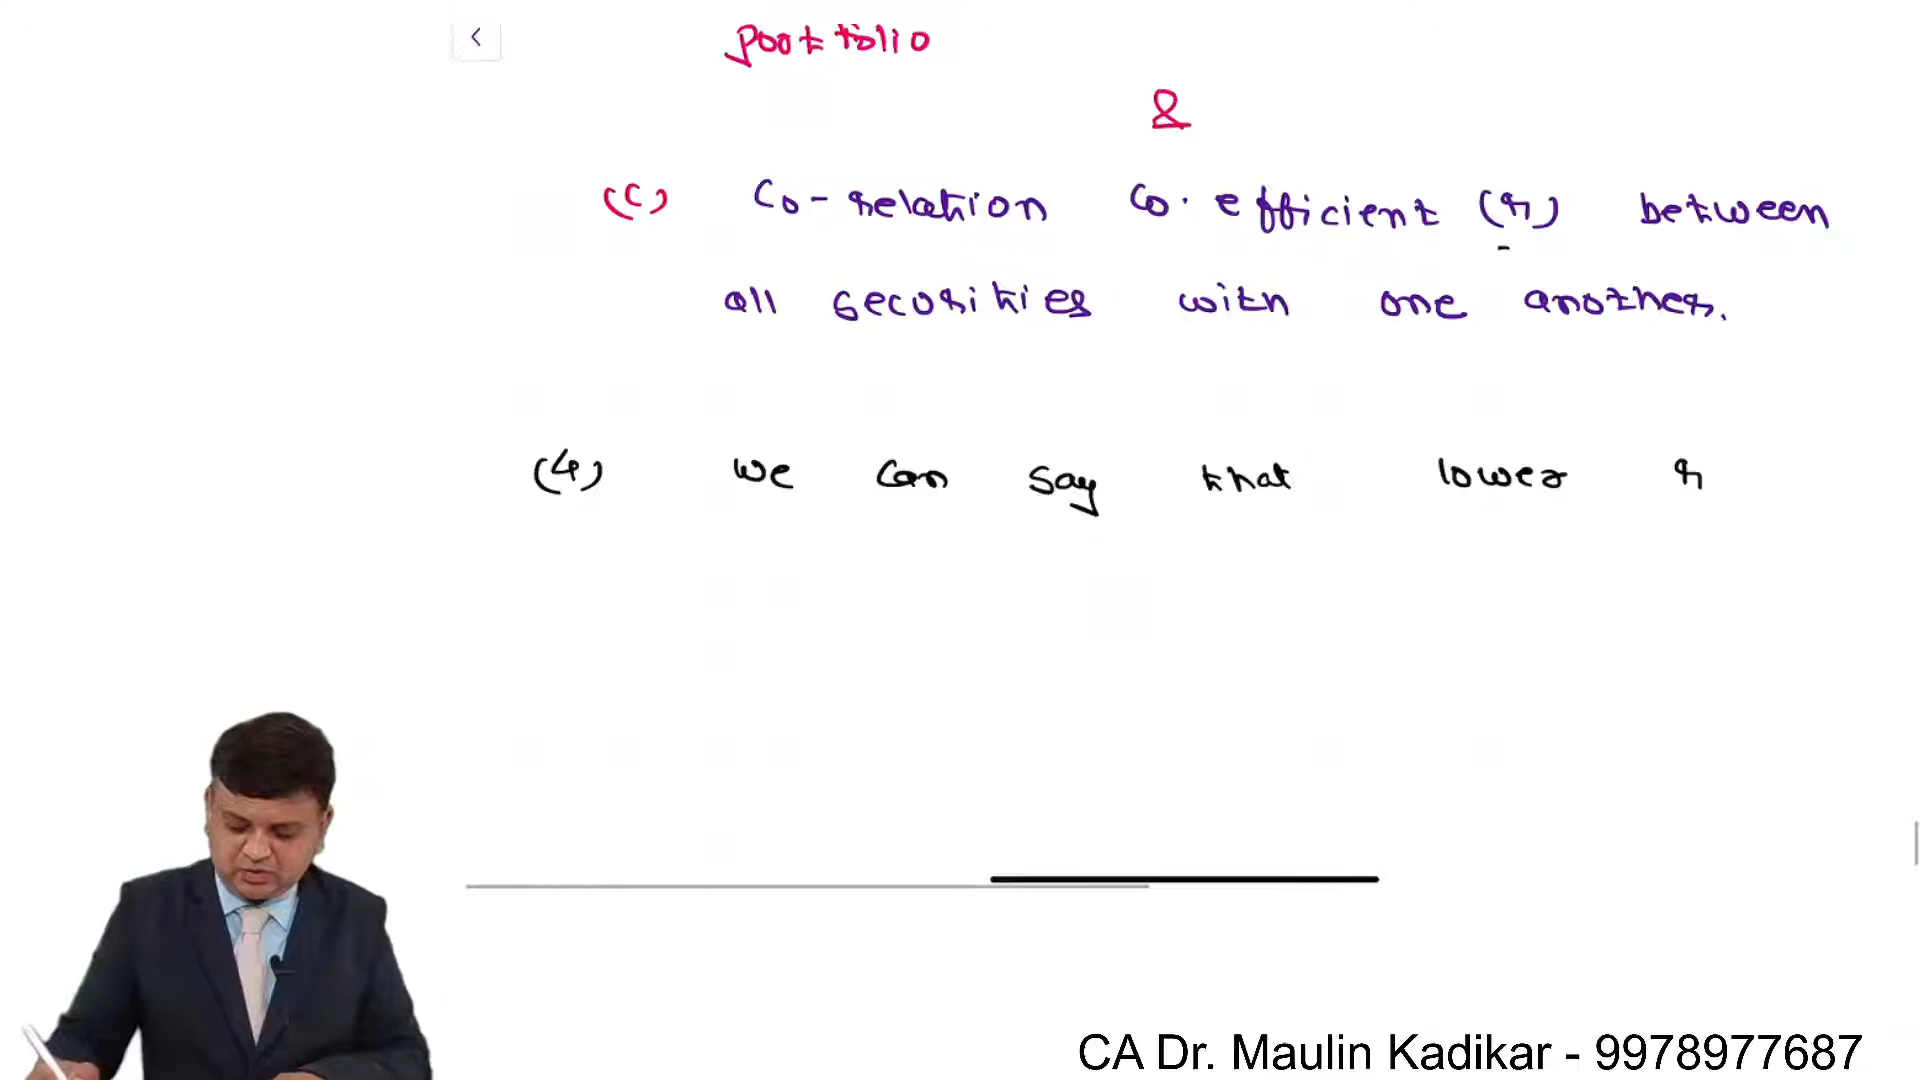 portfolio
&
(C) Co-relation Co.efficient (r) between
all securities with one another.
(4) we can say that lower r
CA Dr. Maulin Kadikar - 9978977687